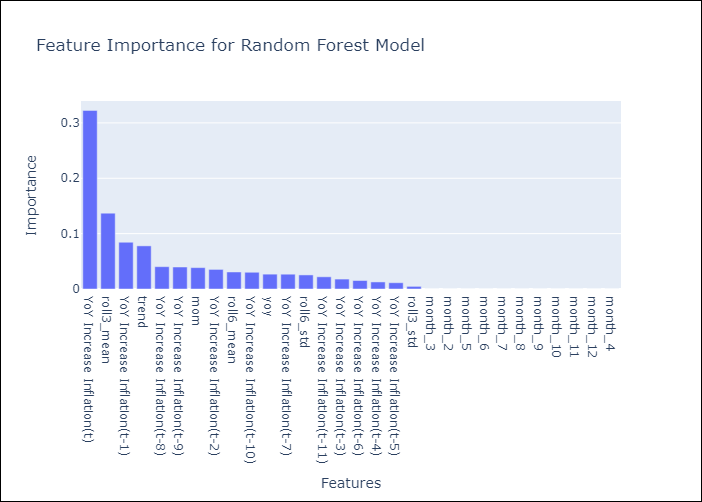 Feature Importance for Random Forest Model
Importance
0.3
0.2
0.1
0
YoY Increase Inflation(t)
roll3_mean
YoY Increase Inflation(t-1)
trend
YoY Increase Inflation(t-8)
YoY Increase Inflation(t-9)
mom
YoY Increase Inflation(t-2)
roll6_mean
YoY Increase Inflation(t-10)
yoy
YoY Increase Inflation(t-7)
roll6_std
YoY Increase Inflation(t-11)
YoY Increase Inflation(t-3)
YoY Increase Inflation(t-6)
YoY Increase Inflation(t-4)
YoY Increase Inflation(t-5)
roll3_std
month_3
month_2
month_5
month_6
month_7
month_8
month_9
month_10
month_11
month_12
month_4
Features